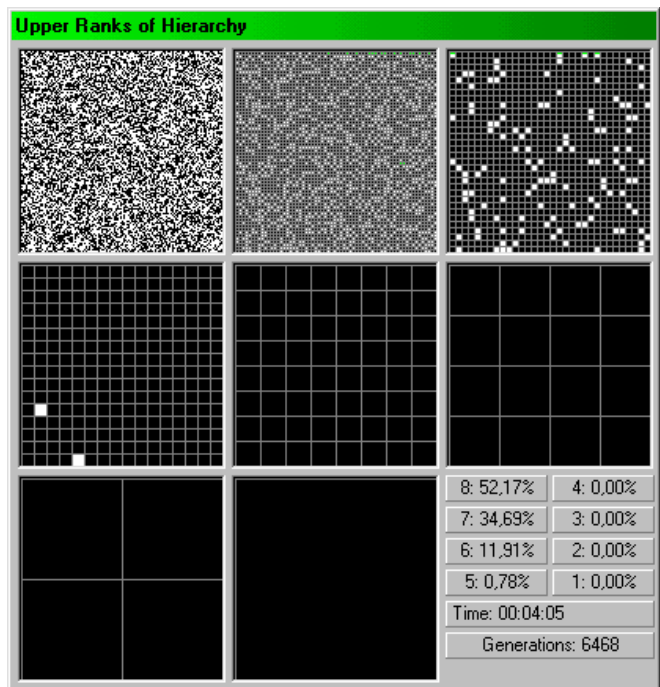 Upper Ranks of Hierarchy
8: 52,17% 4: 0,00%
7: 34,69% 3: 0,00%
6: 11,91% 2: 0,00%
5: 0,78% 1: 0,00%
Time: 00:04:05
Generations: 6468